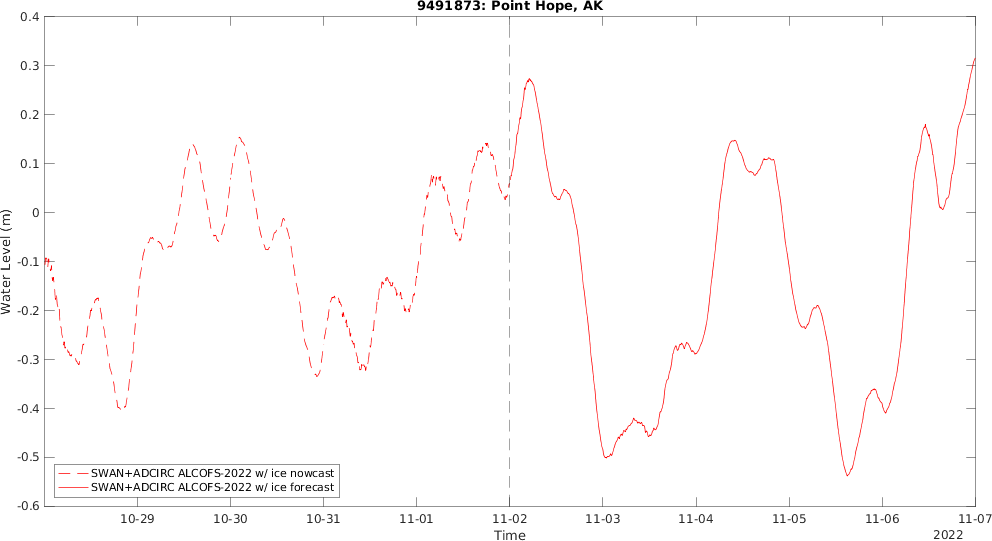 9491873: Point Hope, AK
0.4
0.3
0.2
0.1
0
-0.1
-0.2
-0.3
-0.4
-0.5
-0.6
Water Level (m)
SWAN+ADCIRC ALCOFS-2022 w/ ice nowcast
SWAN+ADCIRC ALCOFS-2022 w/ ice forecast
10-29 10-30 10-31 11-01 11-02 11-03 11-04 11-05 11-06 11-07
Time
2022